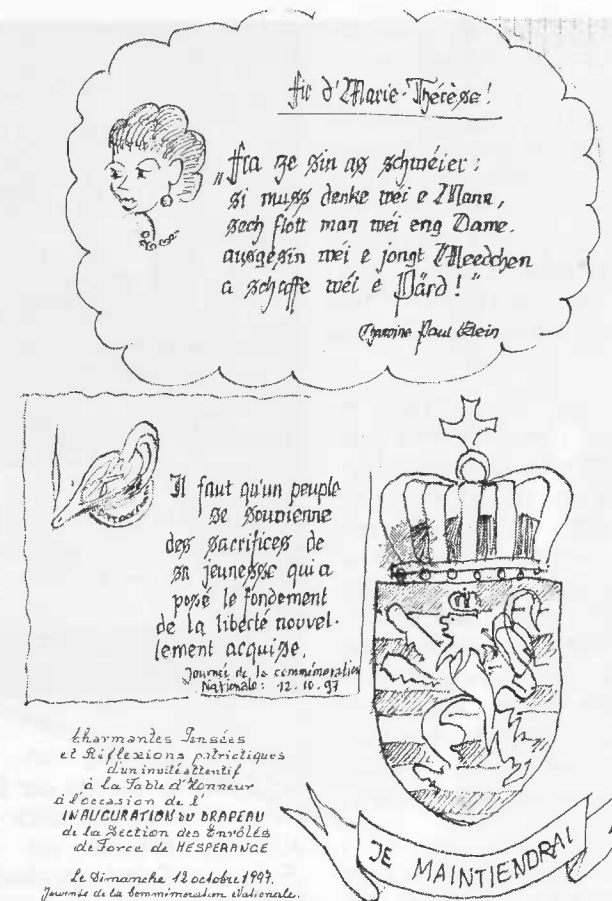 fir d'Marie-Thérèse!
„fra ze sin as schwéier:
si muss denke wéi e Mann,
sech flott man wéi eng Dame.
ausgesin wéi e jongt Meedchen
a schaffe wéi e Pärd!"
Paul Klein
Il faut qu'un peuple
se souvienne
des sacrifices de
sa jeunesse qui a
posé le fondement
de la liberté nouvel-
lement acquise.
Journée de la commémoration
Nationale: 12.10.97
Charmantes Pensées
et Réflexions patriotiques
d'un invité attentif
à la Table d'Honneur
à l'occasion de l'
INAUGURATION DU DRAPEAU
de la Section des Enrôlés
de Force de HESPERANGE
Le Dimanche 12 octobre 1997.
Journée de la Commémoration Nationale.
JE MAINTIENDRAI